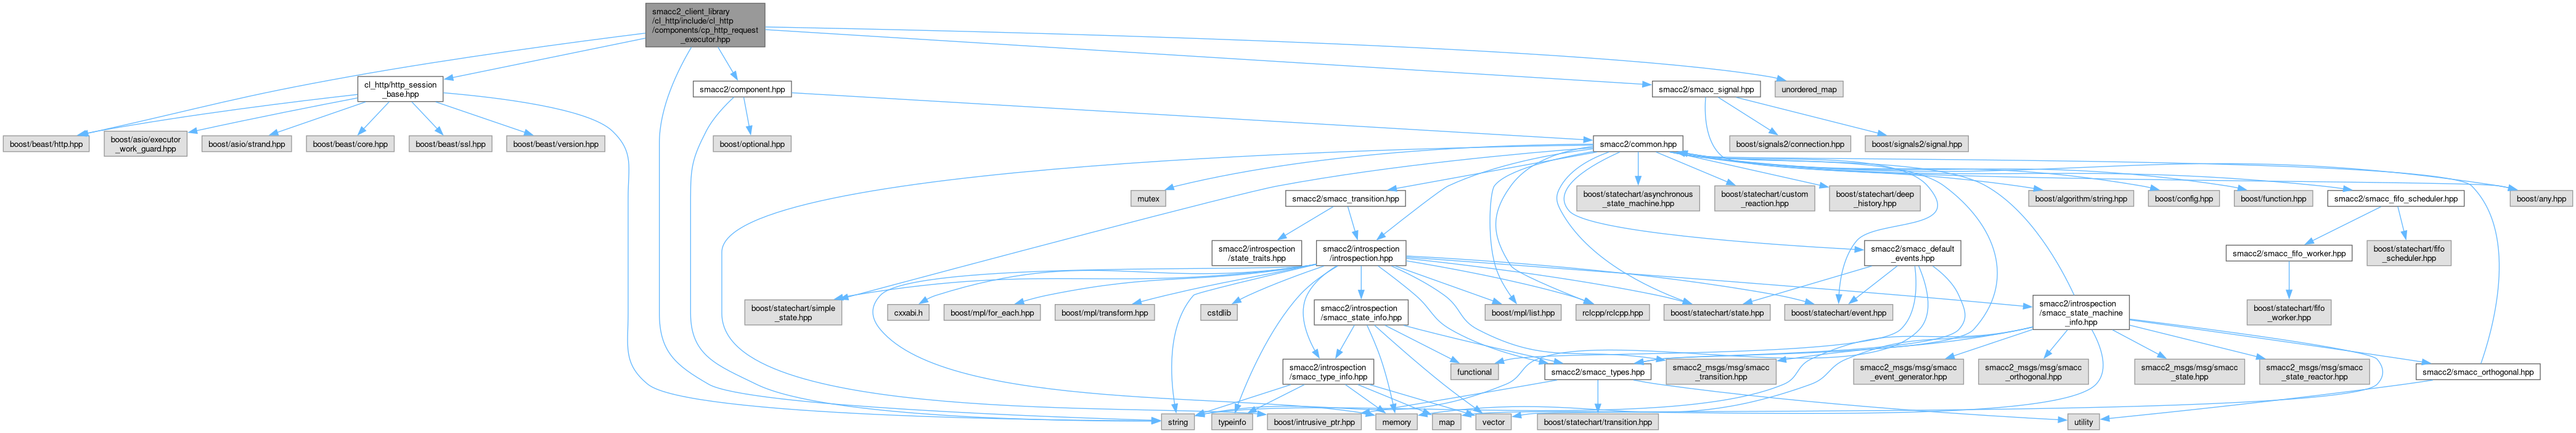 smacc2_client_library
/cl_http/include/cl_http
/components/cp_http_request
_executor.hpp
cl_http/http_session
_base.hpp
smacc2/component.hpp
smacc2/smacc_signal.hpp
unordered_map
boost/beast/http.hpp
boost/asio/executor
_work_guard.hpp
boost/asio/strand.hpp
boost/beast/core.hpp
boost/beast/ssl.hpp
boost/beast/version.hpp
boost/optional.hpp
smacc2/common.hpp
boost/signals2/connection.hpp
boost/signals2/signal.hpp
mutex
smacc2/smacc_transition.hpp
boost/statechart/asynchronous
_state_machine.hpp
boost/statechart/custom
_reaction.hpp
boost/statechart/deep
_history.hpp
boost/algorithm/string.hpp
boost/config.hpp
boost/function.hpp
smacc2/smacc_fifo_scheduler.hpp
boost/any.hpp
smacc2/introspection
/state_traits.hpp
smacc2/introspection
/introspection.hpp
smacc2/smacc_default
_events.hpp
smacc2/smacc_fifo_worker.hpp
boost/statechart/fifo
_scheduler.hpp
boost/statechart/simple
_state.hpp
cxxabi.h
boost/mpl/for_each.hpp
boost/mpl/transform.hpp
cstdlib
smacc2/introspection
/smacc_state_info.hpp
boost/mpl/list.hpp
rclcpp/rclcpp.hpp
boost/statechart/state.hpp
boost/statechart/event.hpp
smacc2/introspection
/smacc_state_machine
_info.hpp
boost/statechart/fifo
_worker.hpp
smacc2/introspection
/smacc_type_info.hpp
functional
smacc2/smacc_types.hpp
smacc2_msgs/msg/smacc
_transition.hpp
smacc2_msgs/msg/smacc
_event_generator.hpp
smacc2_msgs/msg/smacc
_orthogonal.hpp
smacc2_msgs/msg/smacc
_state.hpp
smacc2_msgs/msg/smacc
_state_reactor.hpp
smacc2/smacc_orthogonal.hpp
string
typeinfo
boost/intrusive_ptr.hpp
memory
map
vector
boost/statechart/transition.hpp
utility